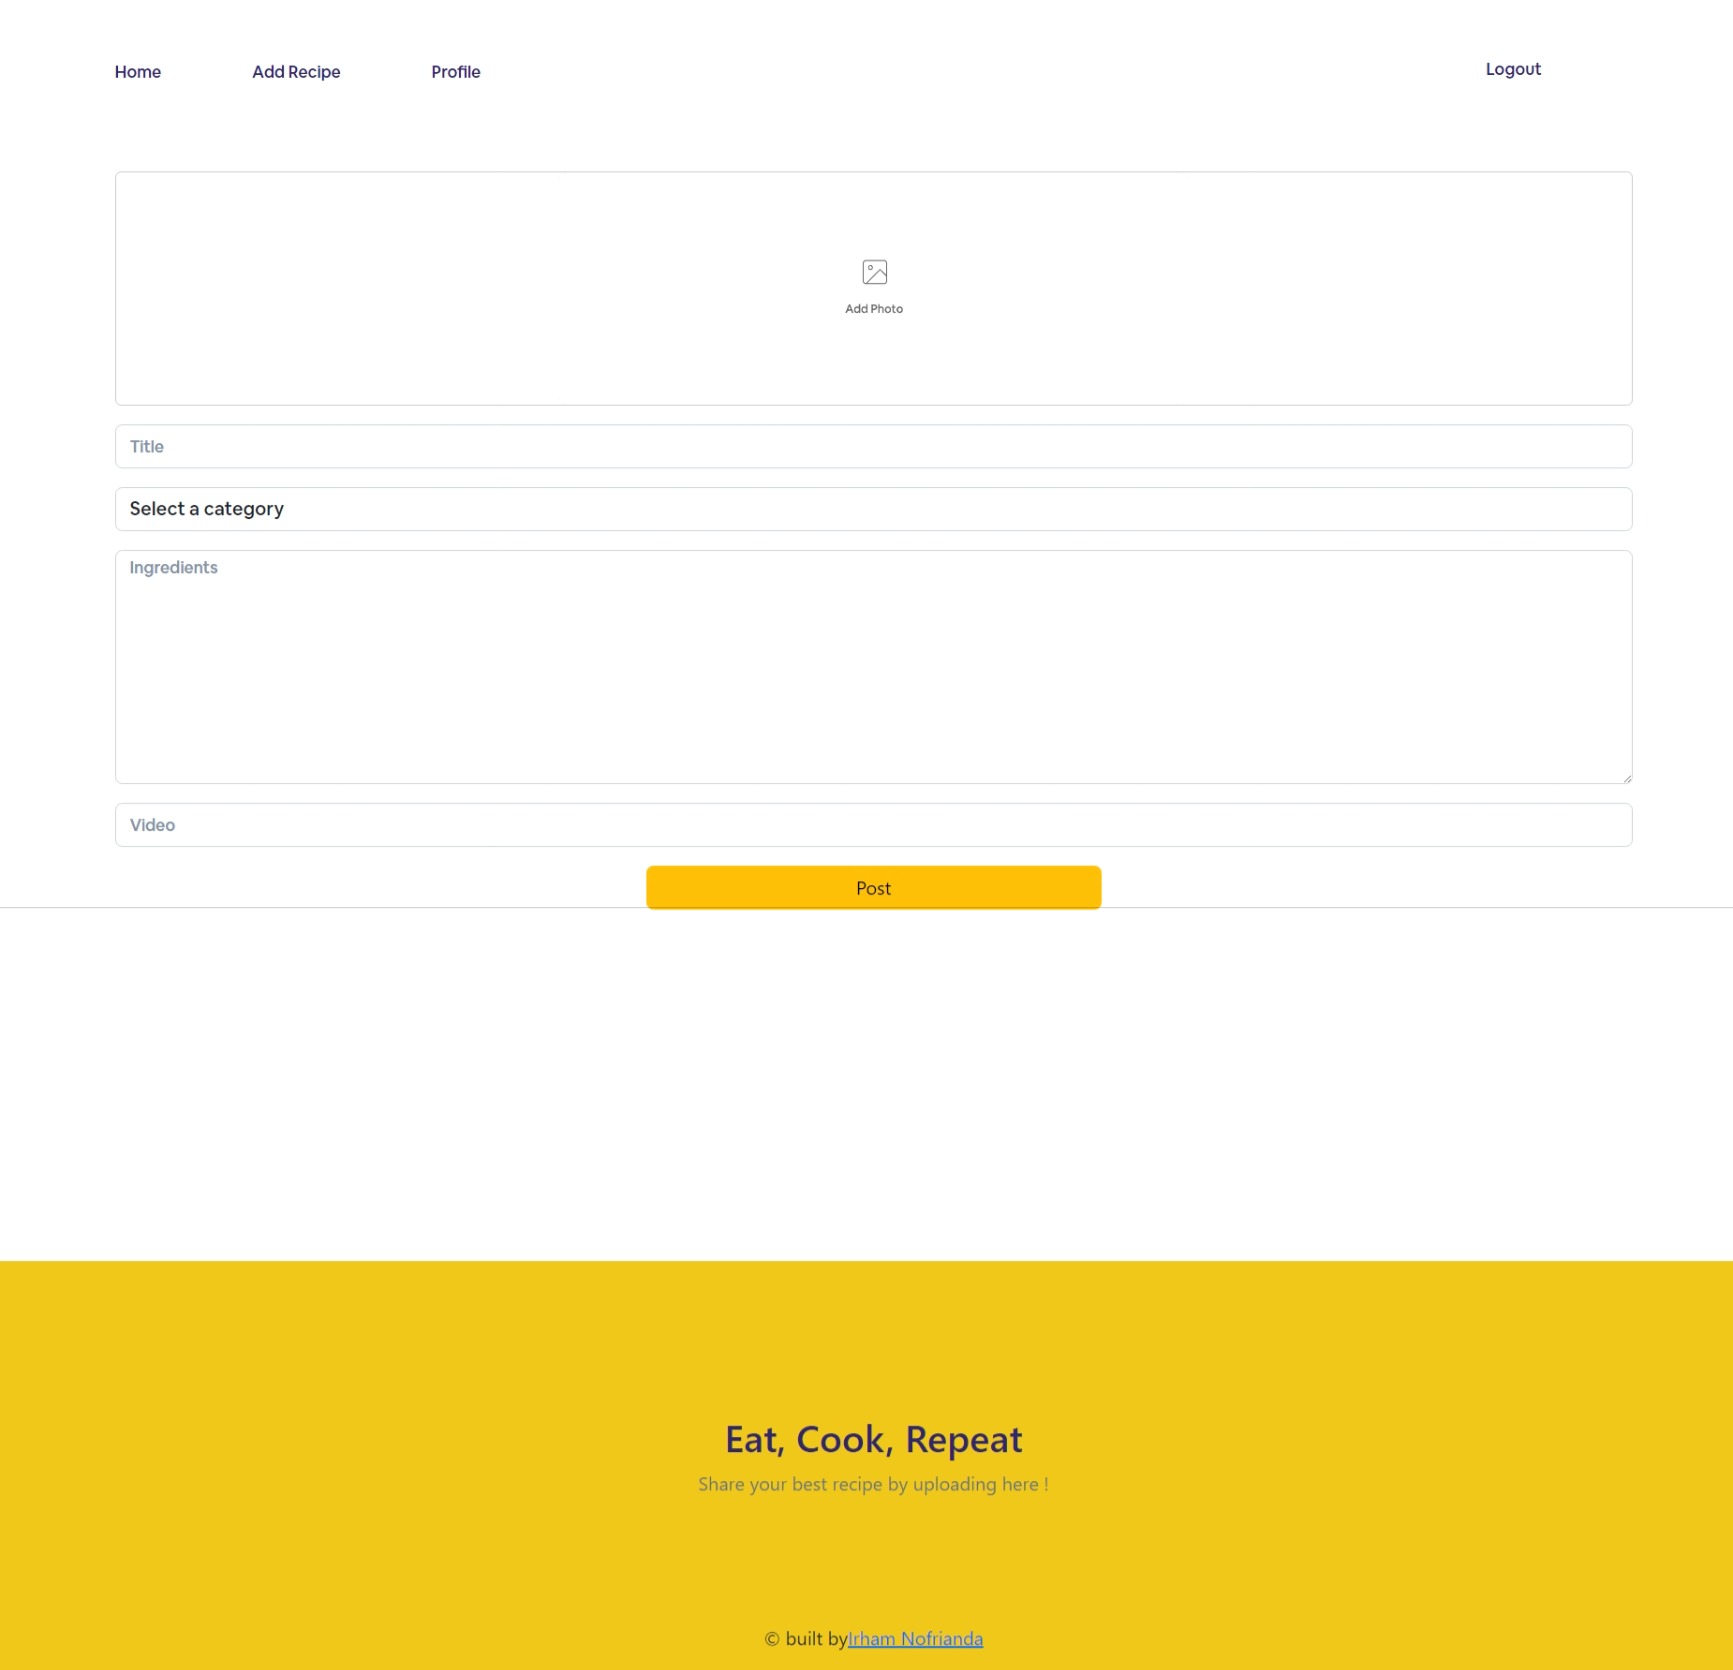 Home Add Recipe Profile Logout
Add Photo
Title
Select a category
Ingredients
Video
Post
Eat, Cook, Repeat
Share your best recipe by uploading here !
© built byIrham Nofrianda